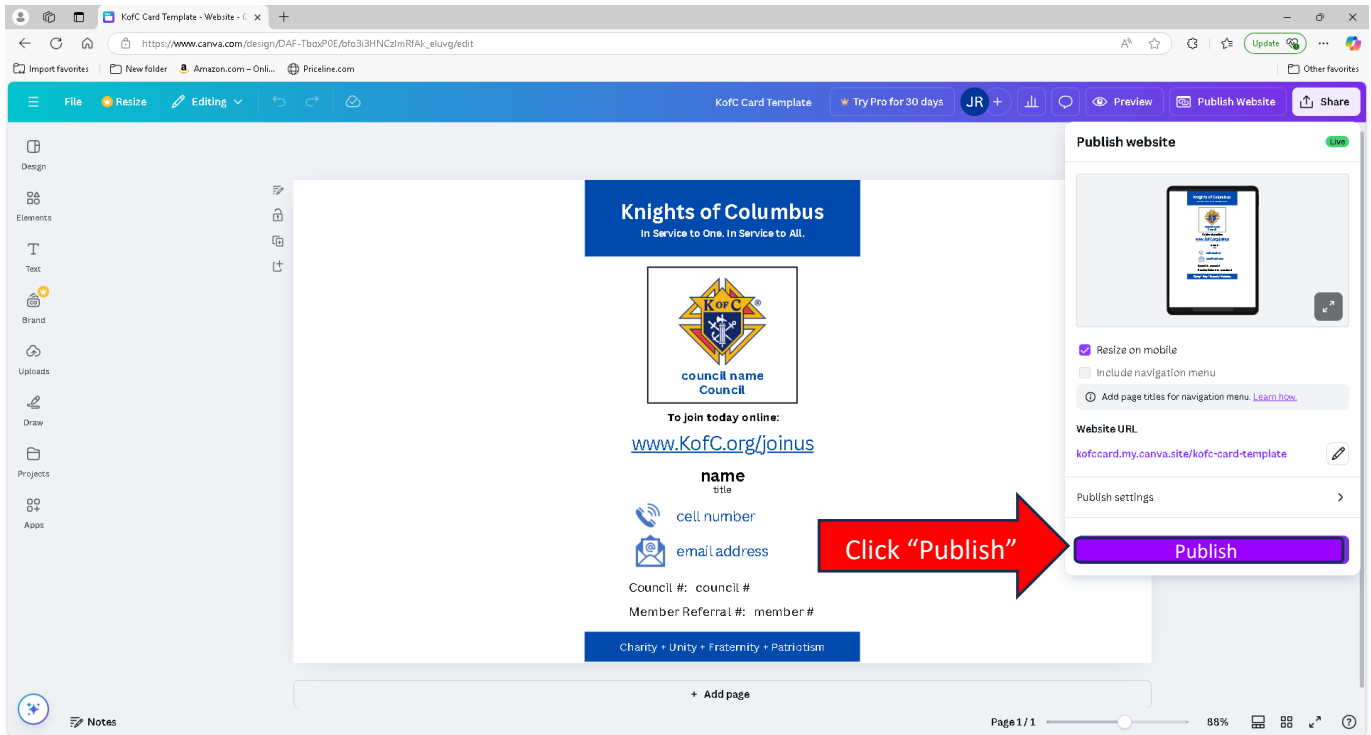 KofC Card Template - Website - C
https://www.canva.com/design/DAF-TboxP0E/bfo3i3HNCzlmRfAk_eluvg/edit
Update
Import favorites
New folder
Amazon.com – Onli...
Priceline.com
Other favorites
File
Resize
Editing
KofC Card Template
Try Pro for 30 days
JR
Preview
Publish Website
Share
Design
Elements
Text
Brand
Uploads
Draw
Projects
Apps
Knights of Columbus
In Service to One. In Service to All.
KOFC
®
council name
Council
To join today online:
www.KofC.org/joinus
name
title
cell number
email address
Council #: council #
Member Referral #: member #
Charity + Unity + Fraternity + Patriotism
Click “Publish”
Publish website
Live
Resize on mobile
Include navigation menu
Add page titles for navigation menu. Learn how.
Website URL
kofccard.my.canva.site/kofc-card-template
Publish settings
Publish
+ Add page
Notes
Page 1 / 1
88%